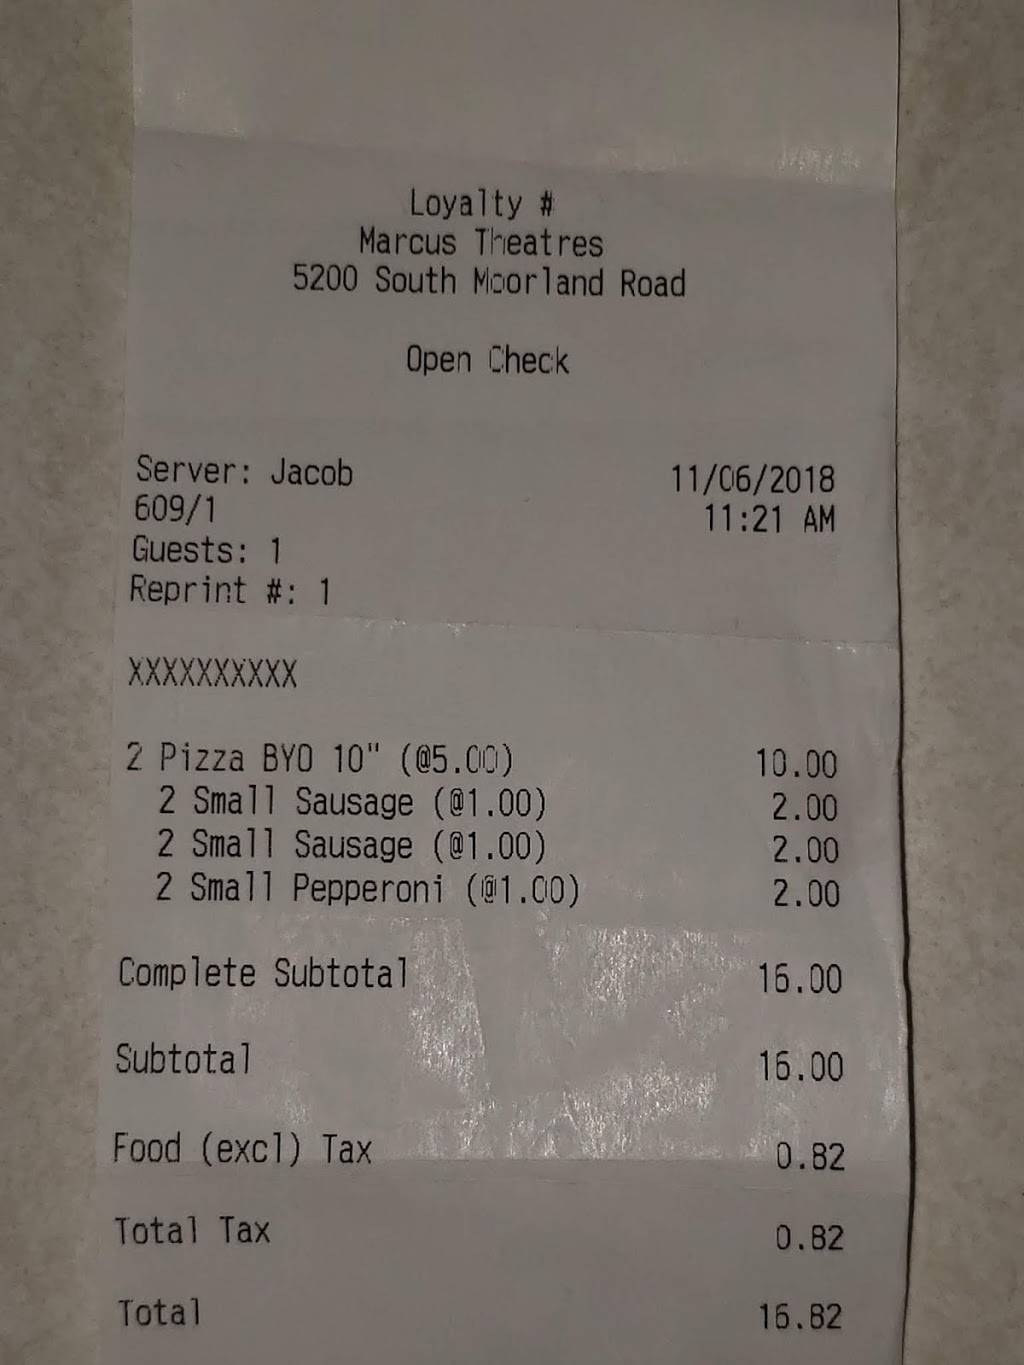 Loyalty #
Marcus Theatres
5200 South Moorland Road
Open Check
Server: Jacob 11/06/2018
609/1 11:21 AM
Guests: 1
Reprint #: 1
XXXXXXXXXX
2 Pizza BYO 10" (@5.00) 10.00
2 Small Sausage (@1.00) 2.00
2 Small Sausage (@1.00) 2.00
2 Small Pepperoni (@1.00) 2.00
Complete Subtotal 16.00
Subtotal 16.00
Food (excl) Tax 0.82
Total Tax 0.82
Total 16.82